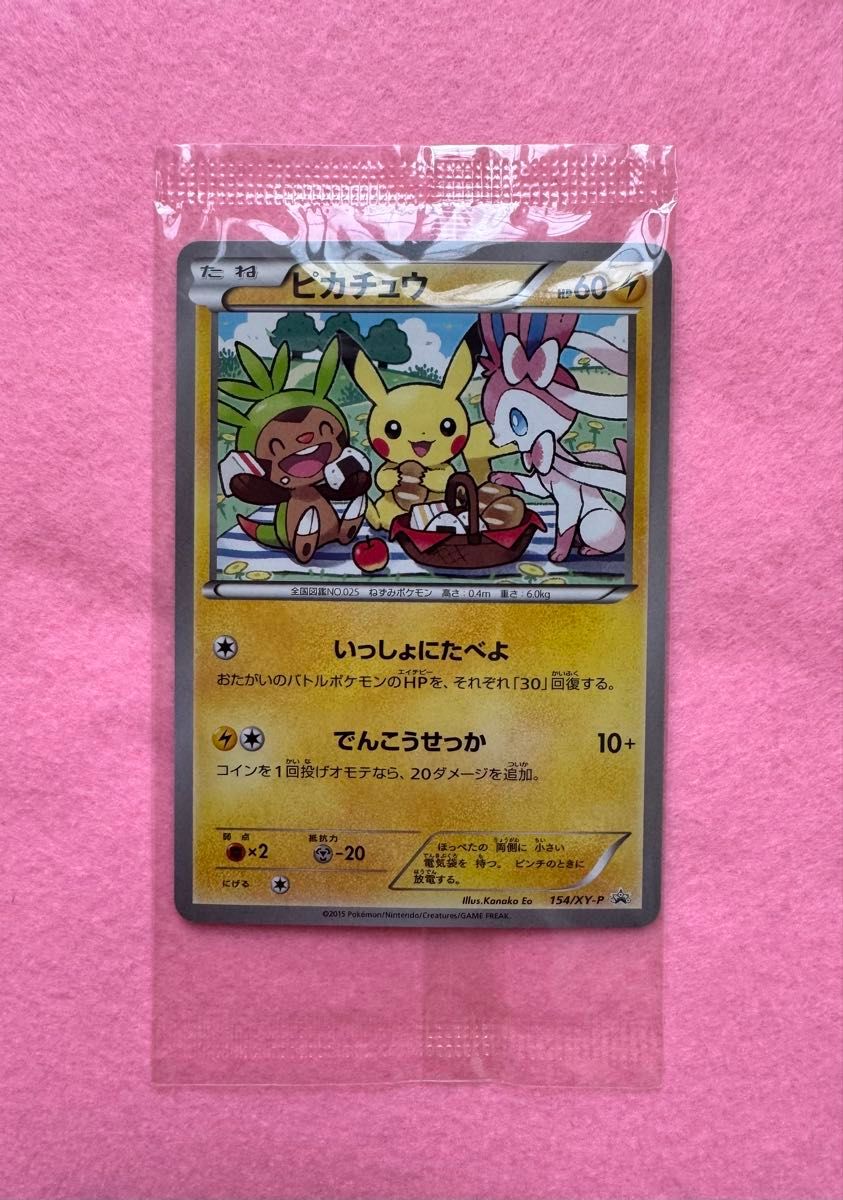 たね ピカチュウ HP60
全国図鑑NO.025 ねずみポケモン 高さ：0.4m 重さ：6.0kg
いっしょにたべよ
おたがいのバトルポケモンのHPを、それぞれ「30」回復する。
でんこうせっか 10+
コインを1回投げオモテなら、20ダメージを追加。
弱点 抵抗力
×2 -20
にげる
ほっぺたの 両側に 小さい
電気袋を 持つ。 ピンチのときに
放電する。
Illus.Kanako Eo 154/XY-P
©2015 Pokémon/Nintendo/Creatures/GAME FREAK.